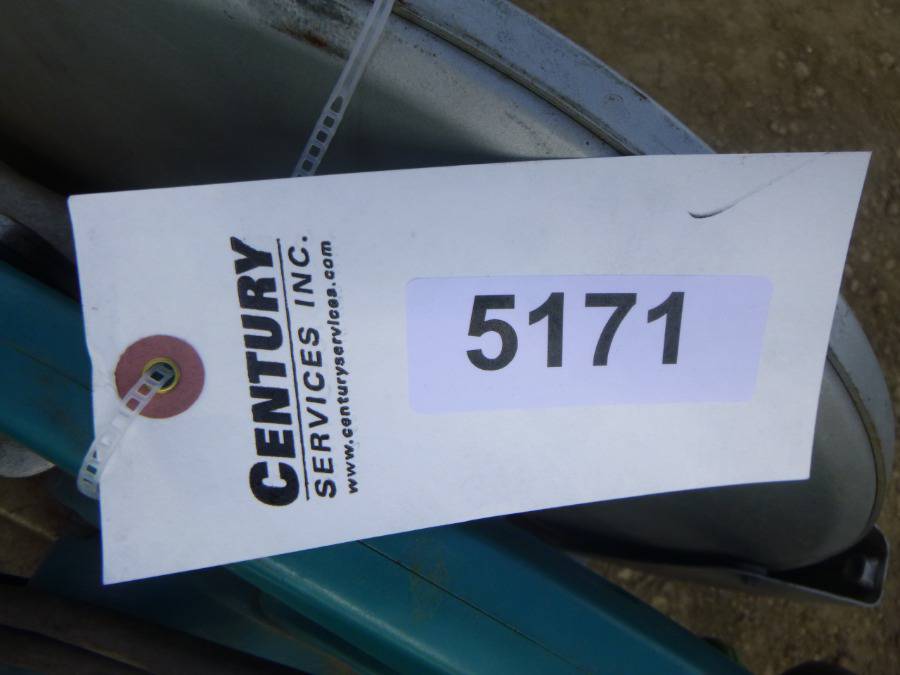 CENTURY
SERVICES INC.
www.centuryservices.com
5171